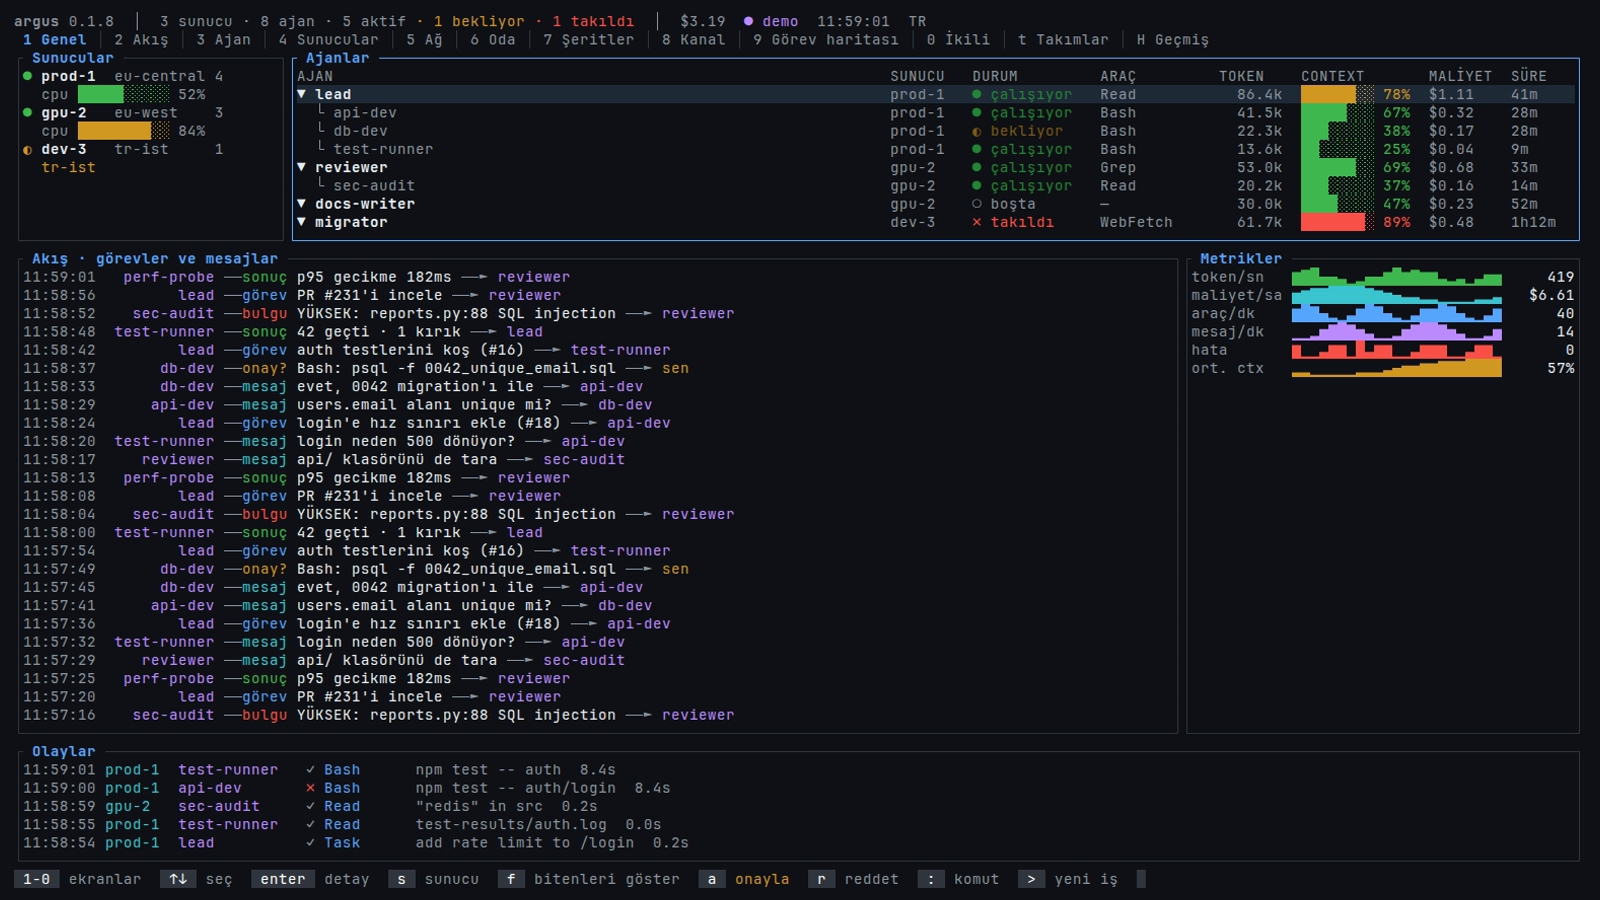 argus 0.1.8 │ 3 sunucu · 8 ajan · 5 aktif · 1 bekliyor · 1 takıldı │ $3.19 ● demo 11:59:01 TR
1 Genel │ 2 Akış │ 3 Ajan │ 4 Sunucular │ 5 Ağ │ 6 Oda │ 7 Şeritler │ 8 Kanal │ 9 Görev haritası │ 0 İkili │ t Takımlar │ H Geçmiş
Sunucular
● prod-1 eu-central 4
cpu 52%
● gpu-2 eu-west 3
cpu 84%
◐ dev-3 tr-ist 1
tr-ist
Ajanlar
AJAN SUNUCU DURUM ARAÇ TOKEN CONTEXT MALİYET SÜRE
▼ lead prod-1 ● çalışıyor Read 86.4k 78% $1.11 41m
└ api-dev prod-1 ● çalışıyor Bash 41.5k 67% $0.32 28m
└ db-dev prod-1 ◐ bekliyor Bash 22.3k 38% $0.17 28m
└ test-runner prod-1 ● çalışıyor Bash 13.6k 25% $0.04 9m
▼ reviewer gpu-2 ● çalışıyor Grep 53.0k 69% $0.68 33m
└ sec-audit gpu-2 ● çalışıyor Read 20.2k 37% $0.16 14m
▼ docs-writer gpu-2 ○ boşta — 30.0k 47% $0.23 52m
▼ migrator dev-3 ✕ takıldı WebFetch 61.7k 89% $0.48 1h12m
Akış · görevler ve mesajlar
11:59:01 perf-probe ──sonuç p95 gecikme 182ms ──► reviewer
11:58:56 lead ──görev PR #231'i incele ──► reviewer
11:58:52 sec-audit ──bulgu YÜKSEK: reports.py:88 SQL injection ──► reviewer
11:58:48 test-runner ──sonuç 42 geçti · 1 kırık ──► lead
11:58:42 lead ──görev auth testlerini koş (#16) ──► test-runner
11:58:37 db-dev ──onay? Bash: psql -f 0042_unique_email.sql ──► sen
11:58:33 db-dev ──mesaj evet, 0042 migration'ı ile ──► api-dev
11:58:29 api-dev ──mesaj users.email alanı unique mi? ──► db-dev
11:58:24 lead ──görev login'e hız sınırı ekle (#18) ──► api-dev
11:58:20 test-runner ──mesaj login neden 500 dönüyor? ──► api-dev
11:58:17 reviewer ──mesaj api/ klasörünü de tara ──► sec-audit
11:58:13 perf-probe ──sonuç p95 gecikme 182ms ──► reviewer
11:58:08 lead ──görev PR #231'i incele ──► reviewer
11:58:04 sec-audit ──bulgu YÜKSEK: reports.py:88 SQL injection ──► reviewer
11:58:00 test-runner ──sonuç 42 geçti · 1 kırık ──► lead
11:57:54 lead ──görev auth testlerini koş (#16) ──► test-runner
11:57:49 db-dev ──onay? Bash: psql -f 0042_unique_email.sql ──► sen
11:57:45 db-dev ──mesaj evet, 0042 migration'ı ile ──► api-dev
11:57:41 api-dev ──mesaj users.email alanı unique mi? ──► db-dev
11:57:36 lead ──görev login'e hız sınırı ekle (#18) ──► api-dev
11:57:32 test-runner ──mesaj login neden 500 dönüyor? ──► api-dev
11:57:29 reviewer ──mesaj api/ klasörünü de tara ──► sec-audit
11:57:25 perf-probe ──sonuç p95 gecikme 182ms ──► reviewer
11:57:20 lead ──görev PR #231'i incele ──► reviewer
11:57:16 sec-audit ──bulgu YÜKSEK: reports.py:88 SQL injection ──► reviewer
Metrikler
token/sn 419
maliyet/sa $6.61
araç/dk 40
mesaj/dk 14
hata 0
ort. ctx 57%
Olaylar
11:59:01 prod-1 test-runner ✓ Bash npm test -- auth 8.4s
11:59:00 prod-1 api-dev ✕ Bash npm test -- auth/login 8.4s
11:58:59 gpu-2 sec-audit ✓ Read "redis" in src 0.2s
11:58:55 prod-1 test-runner ✓ Read test-results/auth.log 0.0s
11:58:54 prod-1 lead ✓ Task add rate limit to /login 0.2s
1-0 ekranlar ↑↓ seç enter detay s sunucu f bitenleri göster a onayla r reddet : komut > yeni iş